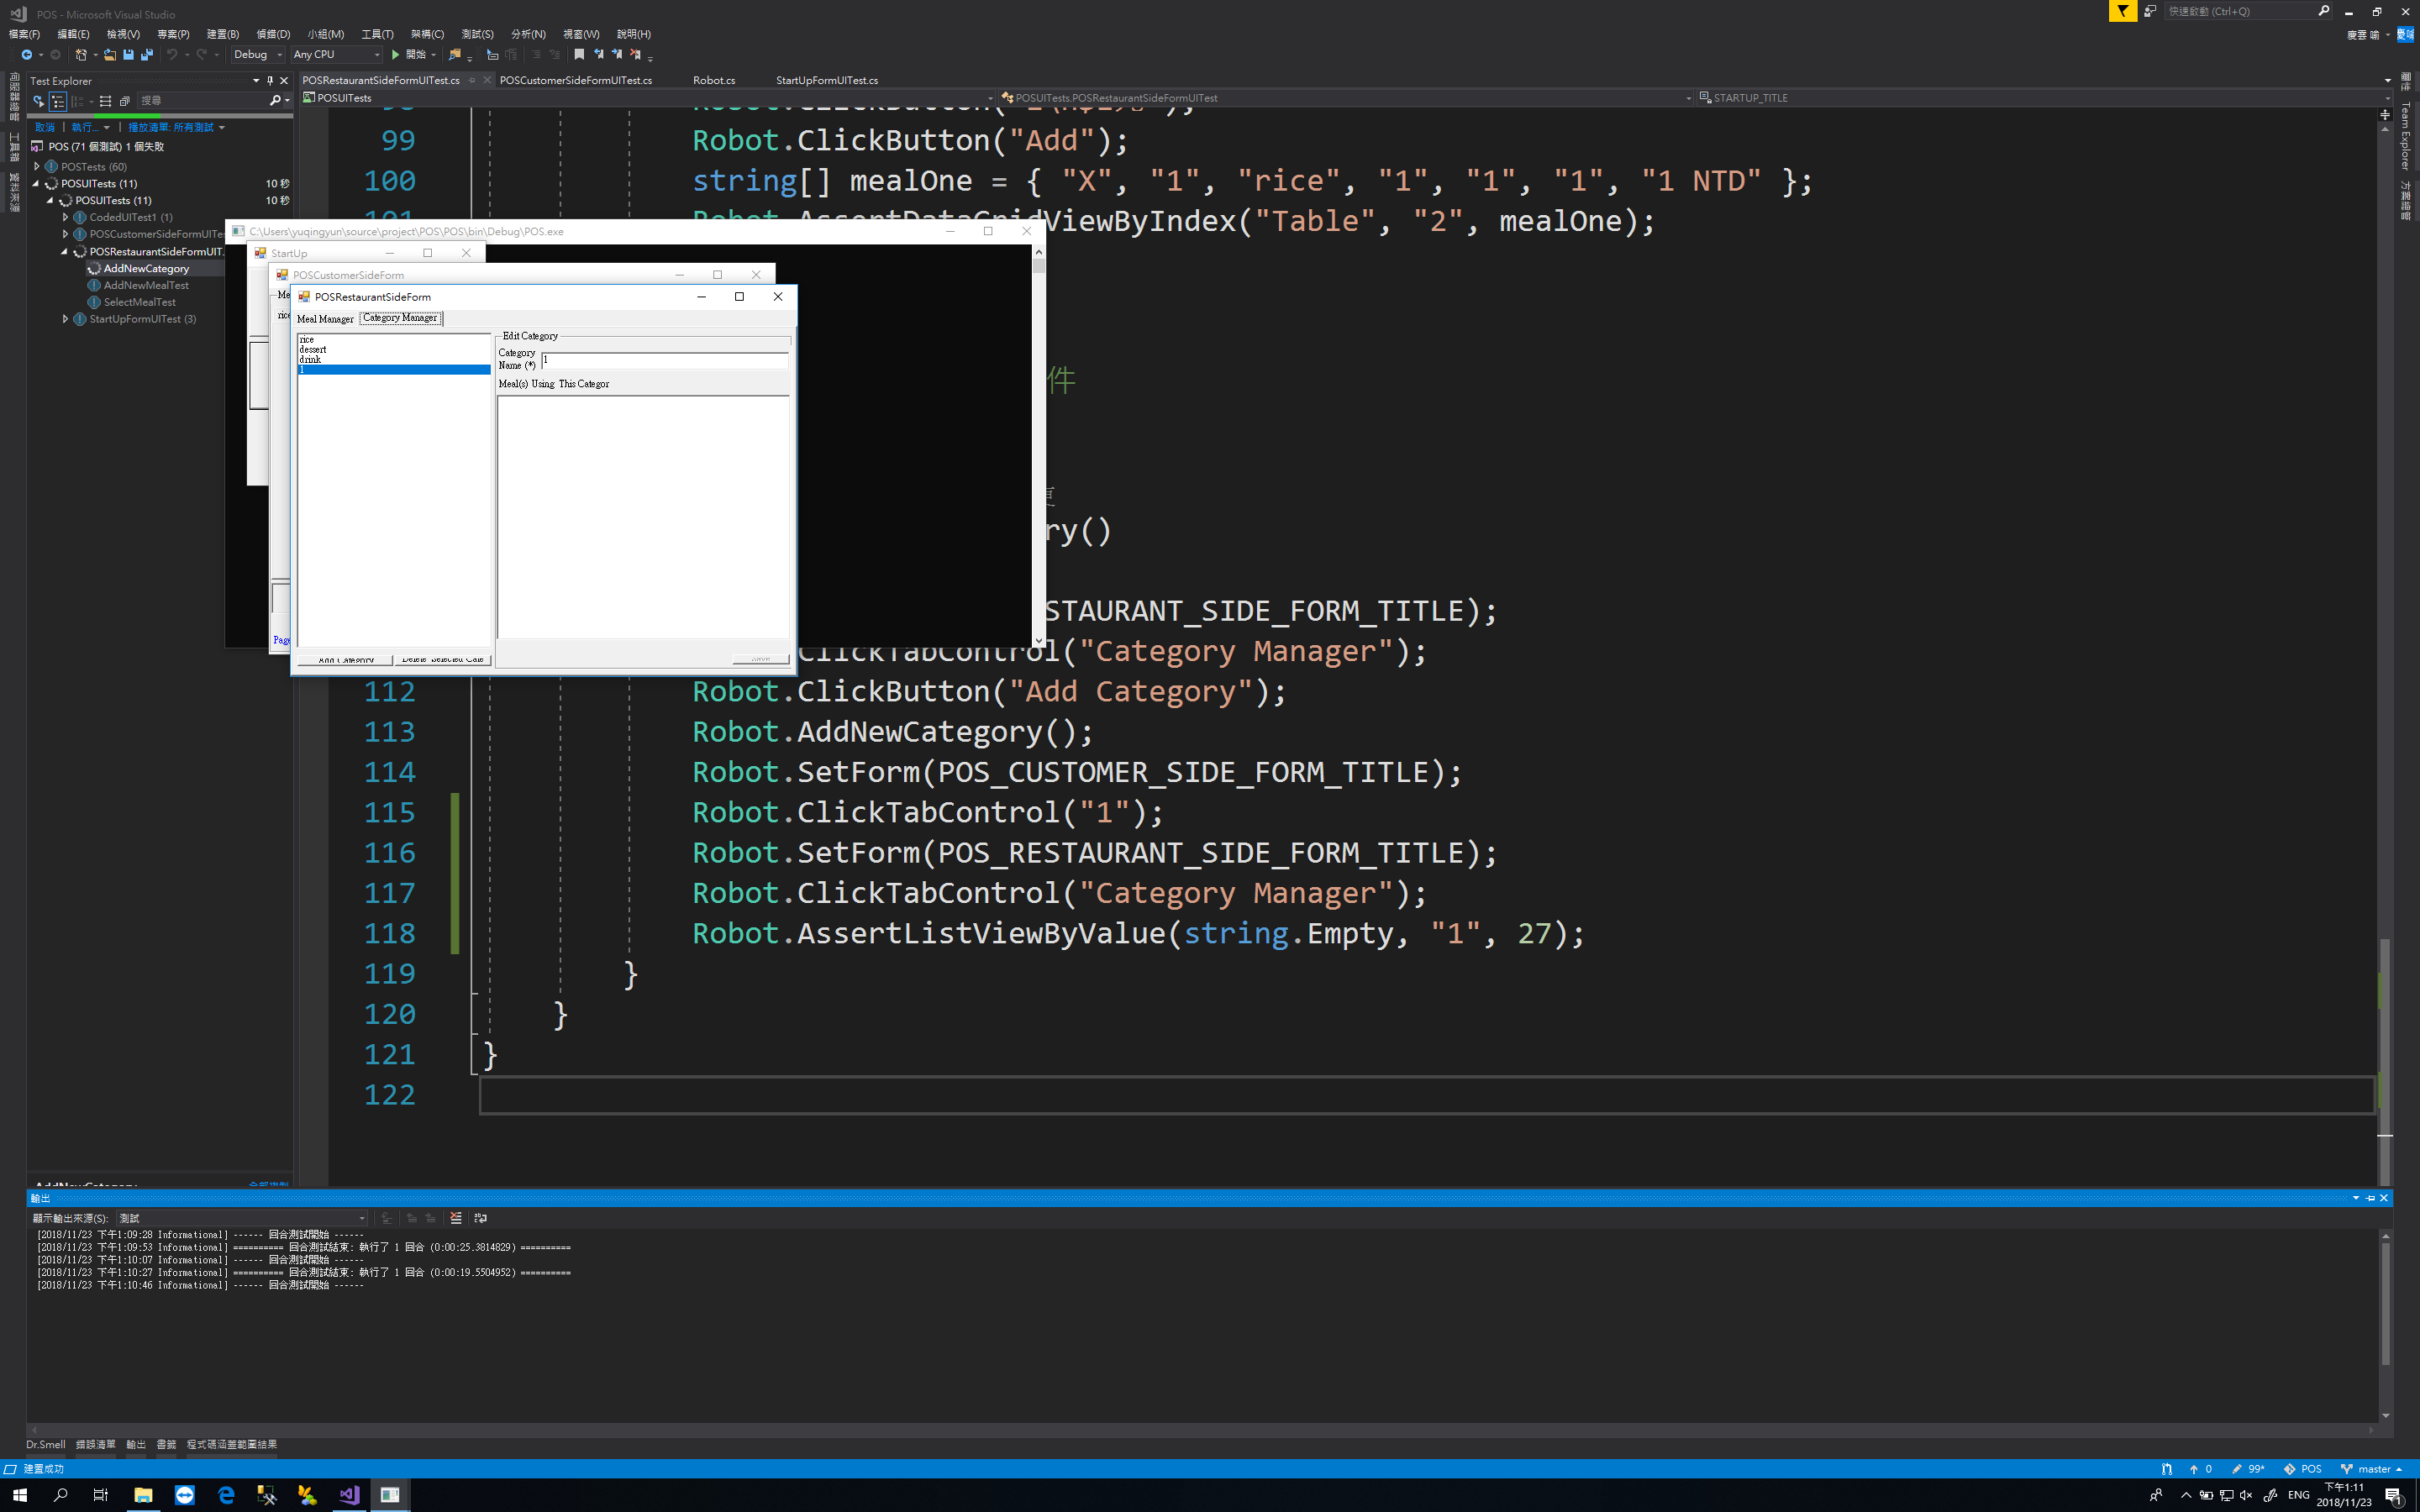 POS - Microsoft Visual Studio
快速啟動 (Ctrl+Q)
檔案(F) 編輯(E) 檢視(V) 專案(P) 建置(B) 偵錯(D) 小組(M) 工具(T) 架構(C) 測試(S) 分析(N) 視窗(W) 說明(H)
Debug Any CPU 開始
Test Explorer
搜尋
取消 執行... 播放清單: 所有測試
POS (71 個測試) 1 個失敗
POSTests (60)
POSUITests (11) 10 秒
POSUITests (11) 10 秒
CodedUITest1 (1)
POSCustomerSideFormUITes
POSRestaurantSideFormUIT
AddNewCategory
AddNewMealTest
SelectMealTest
StartUpFormUITest (3)
POSRestaurantSideFormUITest.cs POSCustomerSideFormUITest.cs Robot.cs StartUpFormUITest.cs
POSUITests POSUITests.POSRestaurantSideFormUITest STARTUP_TITLE
Team Explorer
99 Robot.ClickButton("Add");
100 string[] mealOne = { "X", "1", "rice", "1", "1", "1", "1 NTD" };
101 Robot.AssertDataGridViewByIndex("Table", "2", mealOne);
C:\Users\yuqingyun\source\project\POS\POS\bin\Debug\POS.exe
StartUp
POSCustomerSideForm
Me
rice
Page
POSRestaurantSideForm
Meal Manager Category Manager
rice
dessert
drink
1
Edit Category
Category Name (*) 1
Meal(s) Using This Categor
Add Category Delete Selected Cate Save
件
ry()
STAURANT_SIDE_FORM_TITLE);
ClickTabControl("Category Manager");
112 Robot.ClickButton("Add Category");
113 Robot.AddNewCategory();
114 Robot.SetForm(POS_CUSTOMER_SIDE_FORM_TITLE);
115 Robot.ClickTabControl("1");
116 Robot.SetForm(POS_RESTAURANT_SIDE_FORM_TITLE);
117 Robot.ClickTabControl("Category Manager");
118 Robot.AssertListViewByValue(string.Empty, "1", 27);
119 }
120 }
121 }
122
輸出
顯示輸出來源(S): 測試
[2018/11/23 下午1:09:28 Informational] ------ 回合測試開始 ------
[2018/11/23 下午1:09:53 Informational] ========== 回合測試結束: 執行了 1 回合 (0:00:25.3814829) ==========
[2018/11/23 下午1:10:07 Informational] ------ 回合測試開始 ------
[2018/11/23 下午1:10:27 Informational] ========== 回合測試結束: 執行了 1 回合 (0:00:19.5504952) ==========
[2018/11/23 下午1:10:46 Informational] ------ 回合測試開始 ------
Dr.Smell 錯誤清單 輸出 書籤 程式碼涵蓋範圍結果
建置成功 0 99* POS master
ENG 下午1:11
2018/11/23